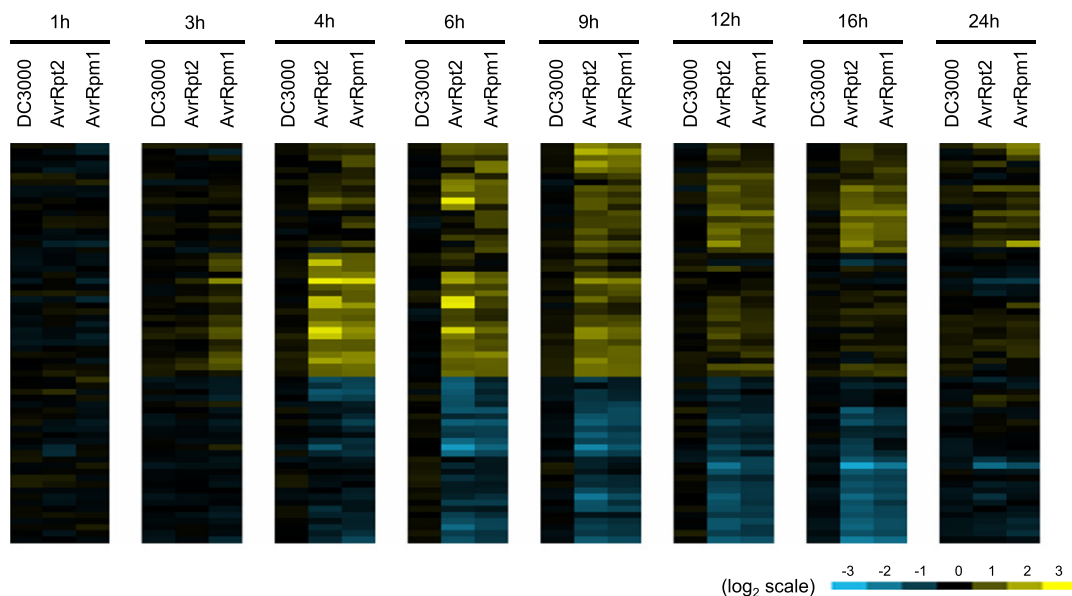 1h 3h 4h 6h 9h 12h 16h 24h
DC3000 AvrRpt2 AvrRpm1 DC3000 AvrRpt2 AvrRpm1 DC3000 AvrRpt2 AvrRpm1 DC3000 AvrRpt2 AvrRpm1 DC3000 AvrRpt2 AvrRpm1 DC3000 AvrRpt2 AvrRpm1 DC3000 AvrRpt2 AvrRpm1 DC3000 AvrRpt2 AvrRpm1
-3 -2 -1 0 1 2 3
(log2 scale)